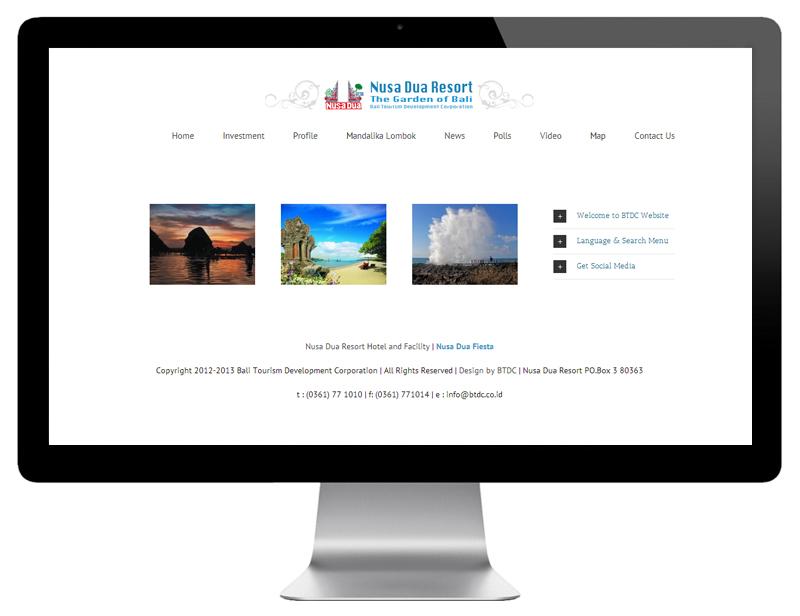 NUSA DUA
Nusa Dua Resort
The Garden of Bali
Bali Tourism Development Corporation
Home Investment Profile Mandalika Lombok News Polls Video Map Contact Us
+ Welcome to BTDC Website
+ Language & Search Menu
+ Get Social Media
Nusa Dua Resort Hotel and Facility | Nusa Dua Fiesta
Copyright 2012-2013 Bali Tourism Development Corporation | All Rights Reserved | Design by BTDC | Nusa Dua Resort PO.Box 3 80363
t : (0361) 77 1010 | f: (0361) 771014 | e : info@btdc.co.id